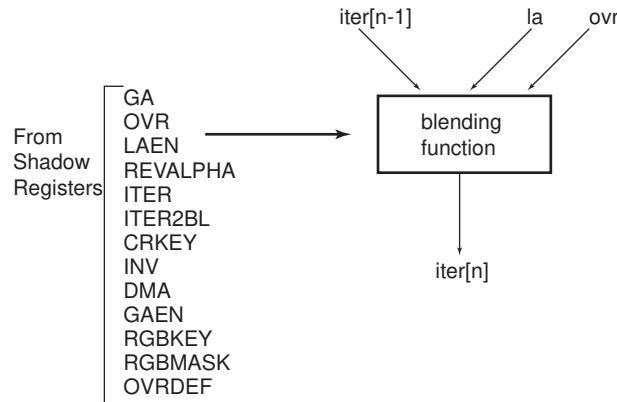 iter[n-1]
la
ovr
From
Shadow
Registers
GA
OVR
LAEN
REVALPHA
ITER
ITER2BL
CRKEY
INV
DMA
GAEN
RGBKEY
RGBMASK
OVRDEF
blending
function
iter[n]